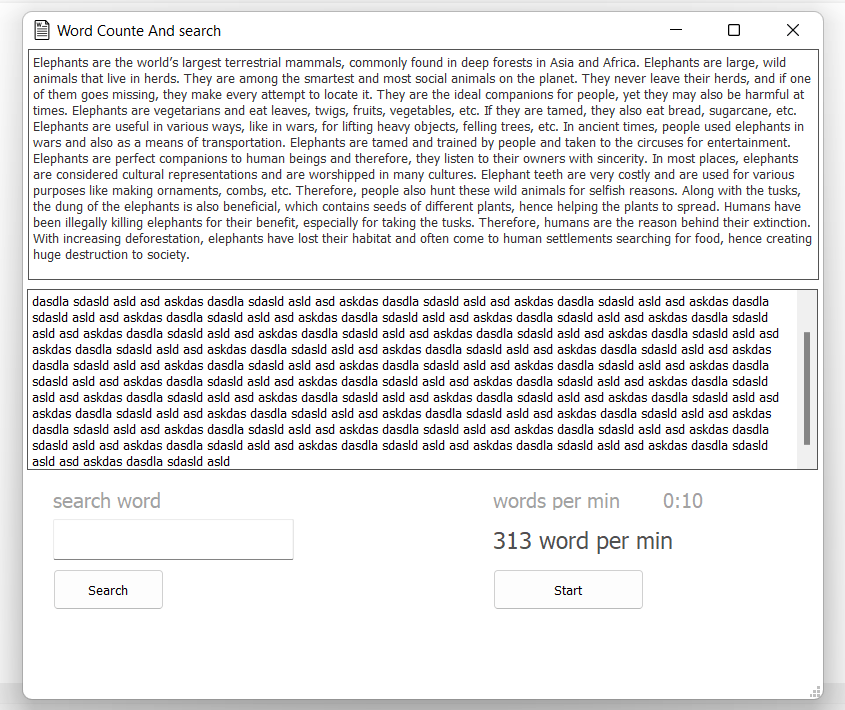 Word Counte And search
Elephants are the world’s largest terrestrial mammals, commonly found in deep forests in Asia and Africa. Elephants are large, wild
animals that live in herds. They are among the smartest and most social animals on the planet. They never leave their herds, and if one
of them goes missing, they make every attempt to locate it. They are the ideal companions for people, yet they may also be harmful at
times. Elephants are vegetarians and eat leaves, twigs, fruits, vegetables, etc. If they are tamed, they also eat bread, sugarcane, etc.
Elephants are useful in various ways, like in wars, for lifting heavy objects, felling trees, etc. In ancient times, people used elephants in
wars and also as a means of transportation. Elephants are tamed and trained by people and taken to the circuses for entertainment.
Elephants are perfect companions to human beings and therefore, they listen to their owners with sincerity. In most places, elephants
are considered cultural representations and are worshipped in many cultures. Elephant teeth are very costly and are used for various
purposes like making ornaments, combs, etc. Therefore, people also hunt these wild animals for selfish reasons. Along with the tusks,
the dung of the elephants is also beneficial, which contains seeds of different plants, hence helping the plants to spread. Humans have
been illegally killing elephants for their benefit, especially for taking the tusks. Therefore, humans are the reason behind their extinction.
With increasing deforestation, elephants have lost their habitat and often come to human settlements searching for food, hence creating
huge destruction to society.
dasdla sdasld asld asd askdas dasdla sdasld asld asd askdas dasdla sdasld asld asd askdas dasdla sdasld asld asd askdas dasdla
sdasld asld asd askdas dasdla sdasld asld asd askdas dasdla sdasld asld asd askdas dasdla sdasld asld asd askdas dasdla sdasld
asld asd askdas dasdla sdasld asld asd askdas dasdla sdasld asld asd askdas dasdla sdasld asld asd askdas dasdla sdasld asld asd
askdas dasdla sdasld asld asd askdas dasdla sdasld asld asd askdas dasdla sdasld asld asd askdas dasdla sdasld asld asd askdas
dasdla sdasld asld asd askdas dasdla sdasld asld asd askdas dasdla sdasld asld asd askdas dasdla sdasld asld asd askdas dasdla
sdasld asld asd askdas dasdla sdasld asld asd askdas dasdla sdasld asld asd askdas dasdla sdasld asld asd askdas dasdla sdasld
asld asd askdas dasdla sdasld asld asd askdas dasdla sdasld asld asd askdas dasdla sdasld asld asd askdas dasdla sdasld asld asd
askdas dasdla sdasld asld asd askdas dasdla sdasld asld asd askdas dasdla sdasld asld asd askdas dasdla sdasld asld asd askdas
dasdla sdasld asld asd askdas dasdla sdasld asld asd askdas dasdla sdasld asld asd askdas dasdla sdasld asld asd askdas dasdla
sdasld asld asd askdas dasdla sdasld asld asd askdas dasdla sdasld asld asd askdas dasdla sdasld asld asd askdas dasdla sdasld
asld asd askdas dasdla sdasld asld
search word
words per min 0:10
313 word per min
Search
Start